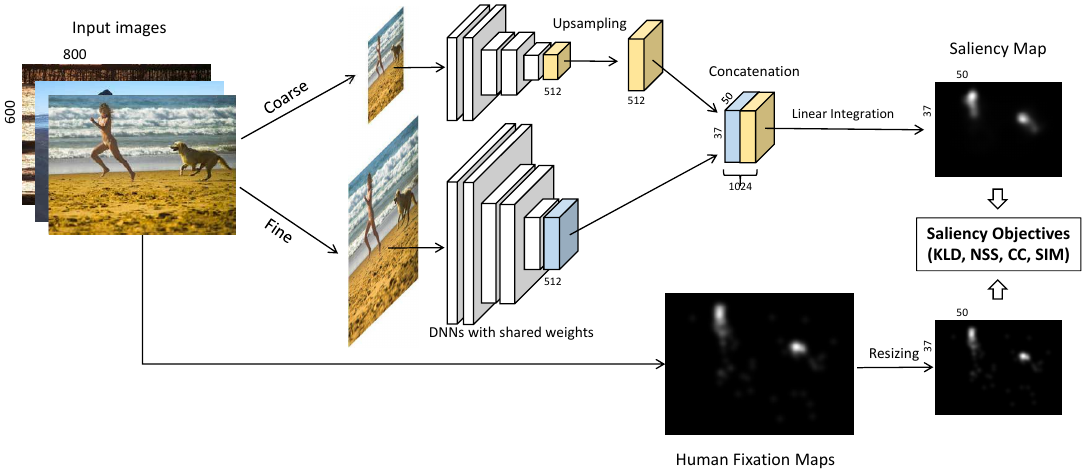 Input images
800
600
Coarse
Fine
Upsampling
512
512
Concatenation
50
37
1024
Linear Integration
Saliency Map
50
37
512
DNNs with shared weights
Saliency Objectives
(KLD, NSS, CC, SIM)
Resizing
50
37
Human Fixation Maps